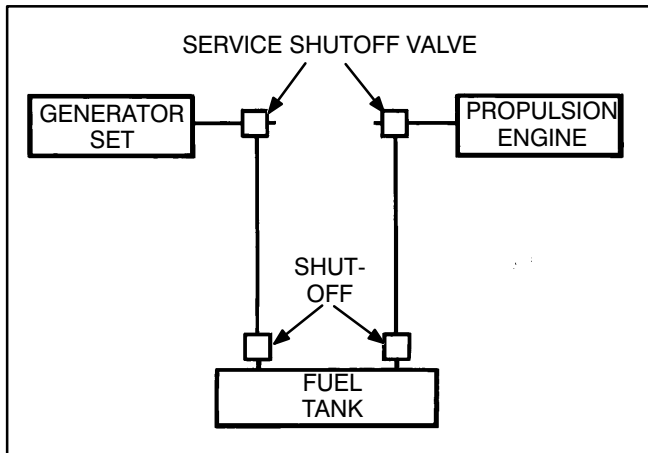 SERVICE SHUTOFF VALVE
GENERATOR
SET
PROPULSION
ENGINE
SHUT-
OFF
FUEL
TANK